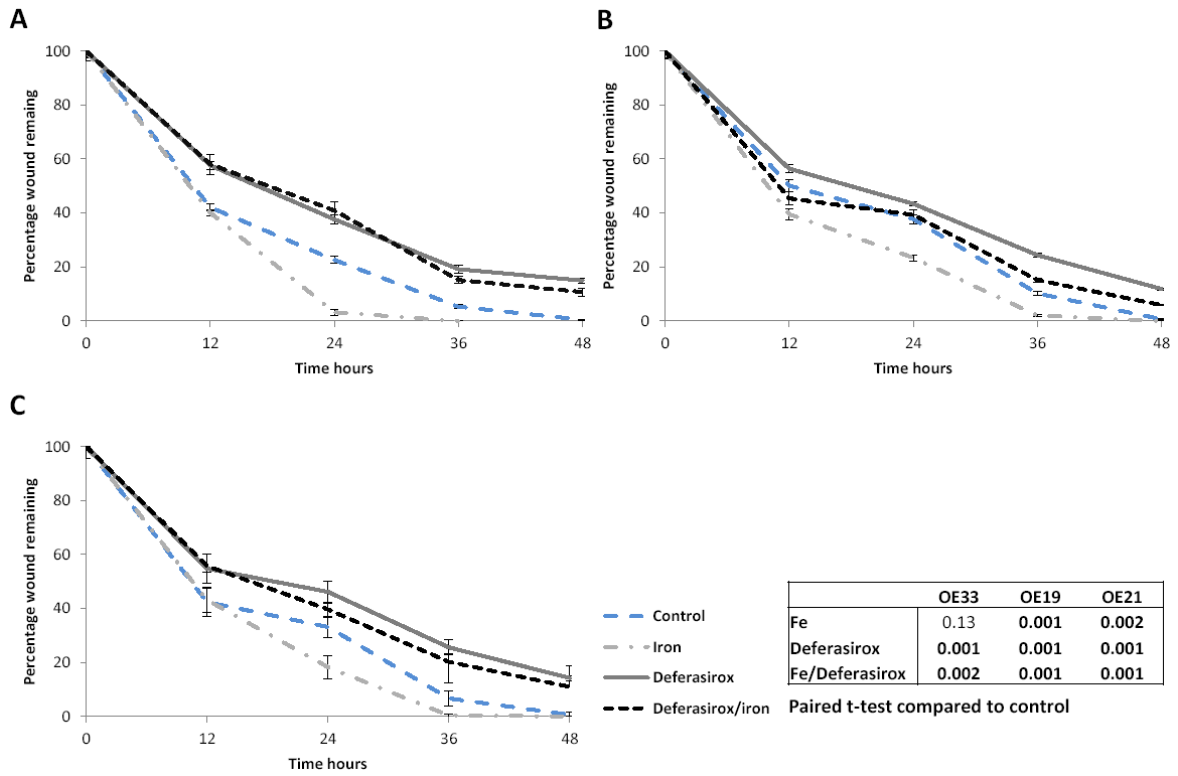 A
100
80
60
40
20
0
Percentage wound remaining
0 12 24 36 48
Time hours
B
100
80
60
40
20
0
Percentage wound remaining
0 12 24 36 48
Time hours
C
100
80
60
40
20
0
Percentage wound remaining
0 12 24 36 48
Time hours
Control
Iron
Deferasirox
Deferasirox/iron
OE33 OE19 OE21
Fe 0.13 0.001 0.002
Deferasirox 0.001 0.001 0.001
Fe/Deferasirox 0.002 0.001 0.001
Paired t-test compared to control